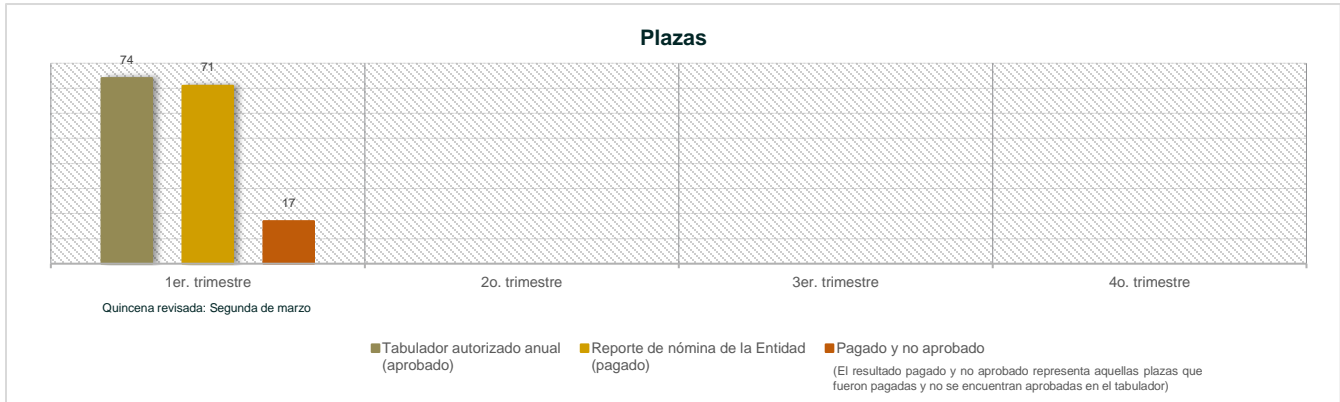 Plazas
74
71
17
1er. trimestre
2o. trimestre
3er. trimestre
4o. trimestre
Quincena revisada: Segunda de marzo
Tabulador autorizado anual
(aprobado)
Reporte de nómina de la Entidad
(pagado)
Pagado y no aprobado
(El resultado pagado y no aprobado representa aquellas plazas que
fueron pagadas y no se encuentran aprobadas en el tabulador)